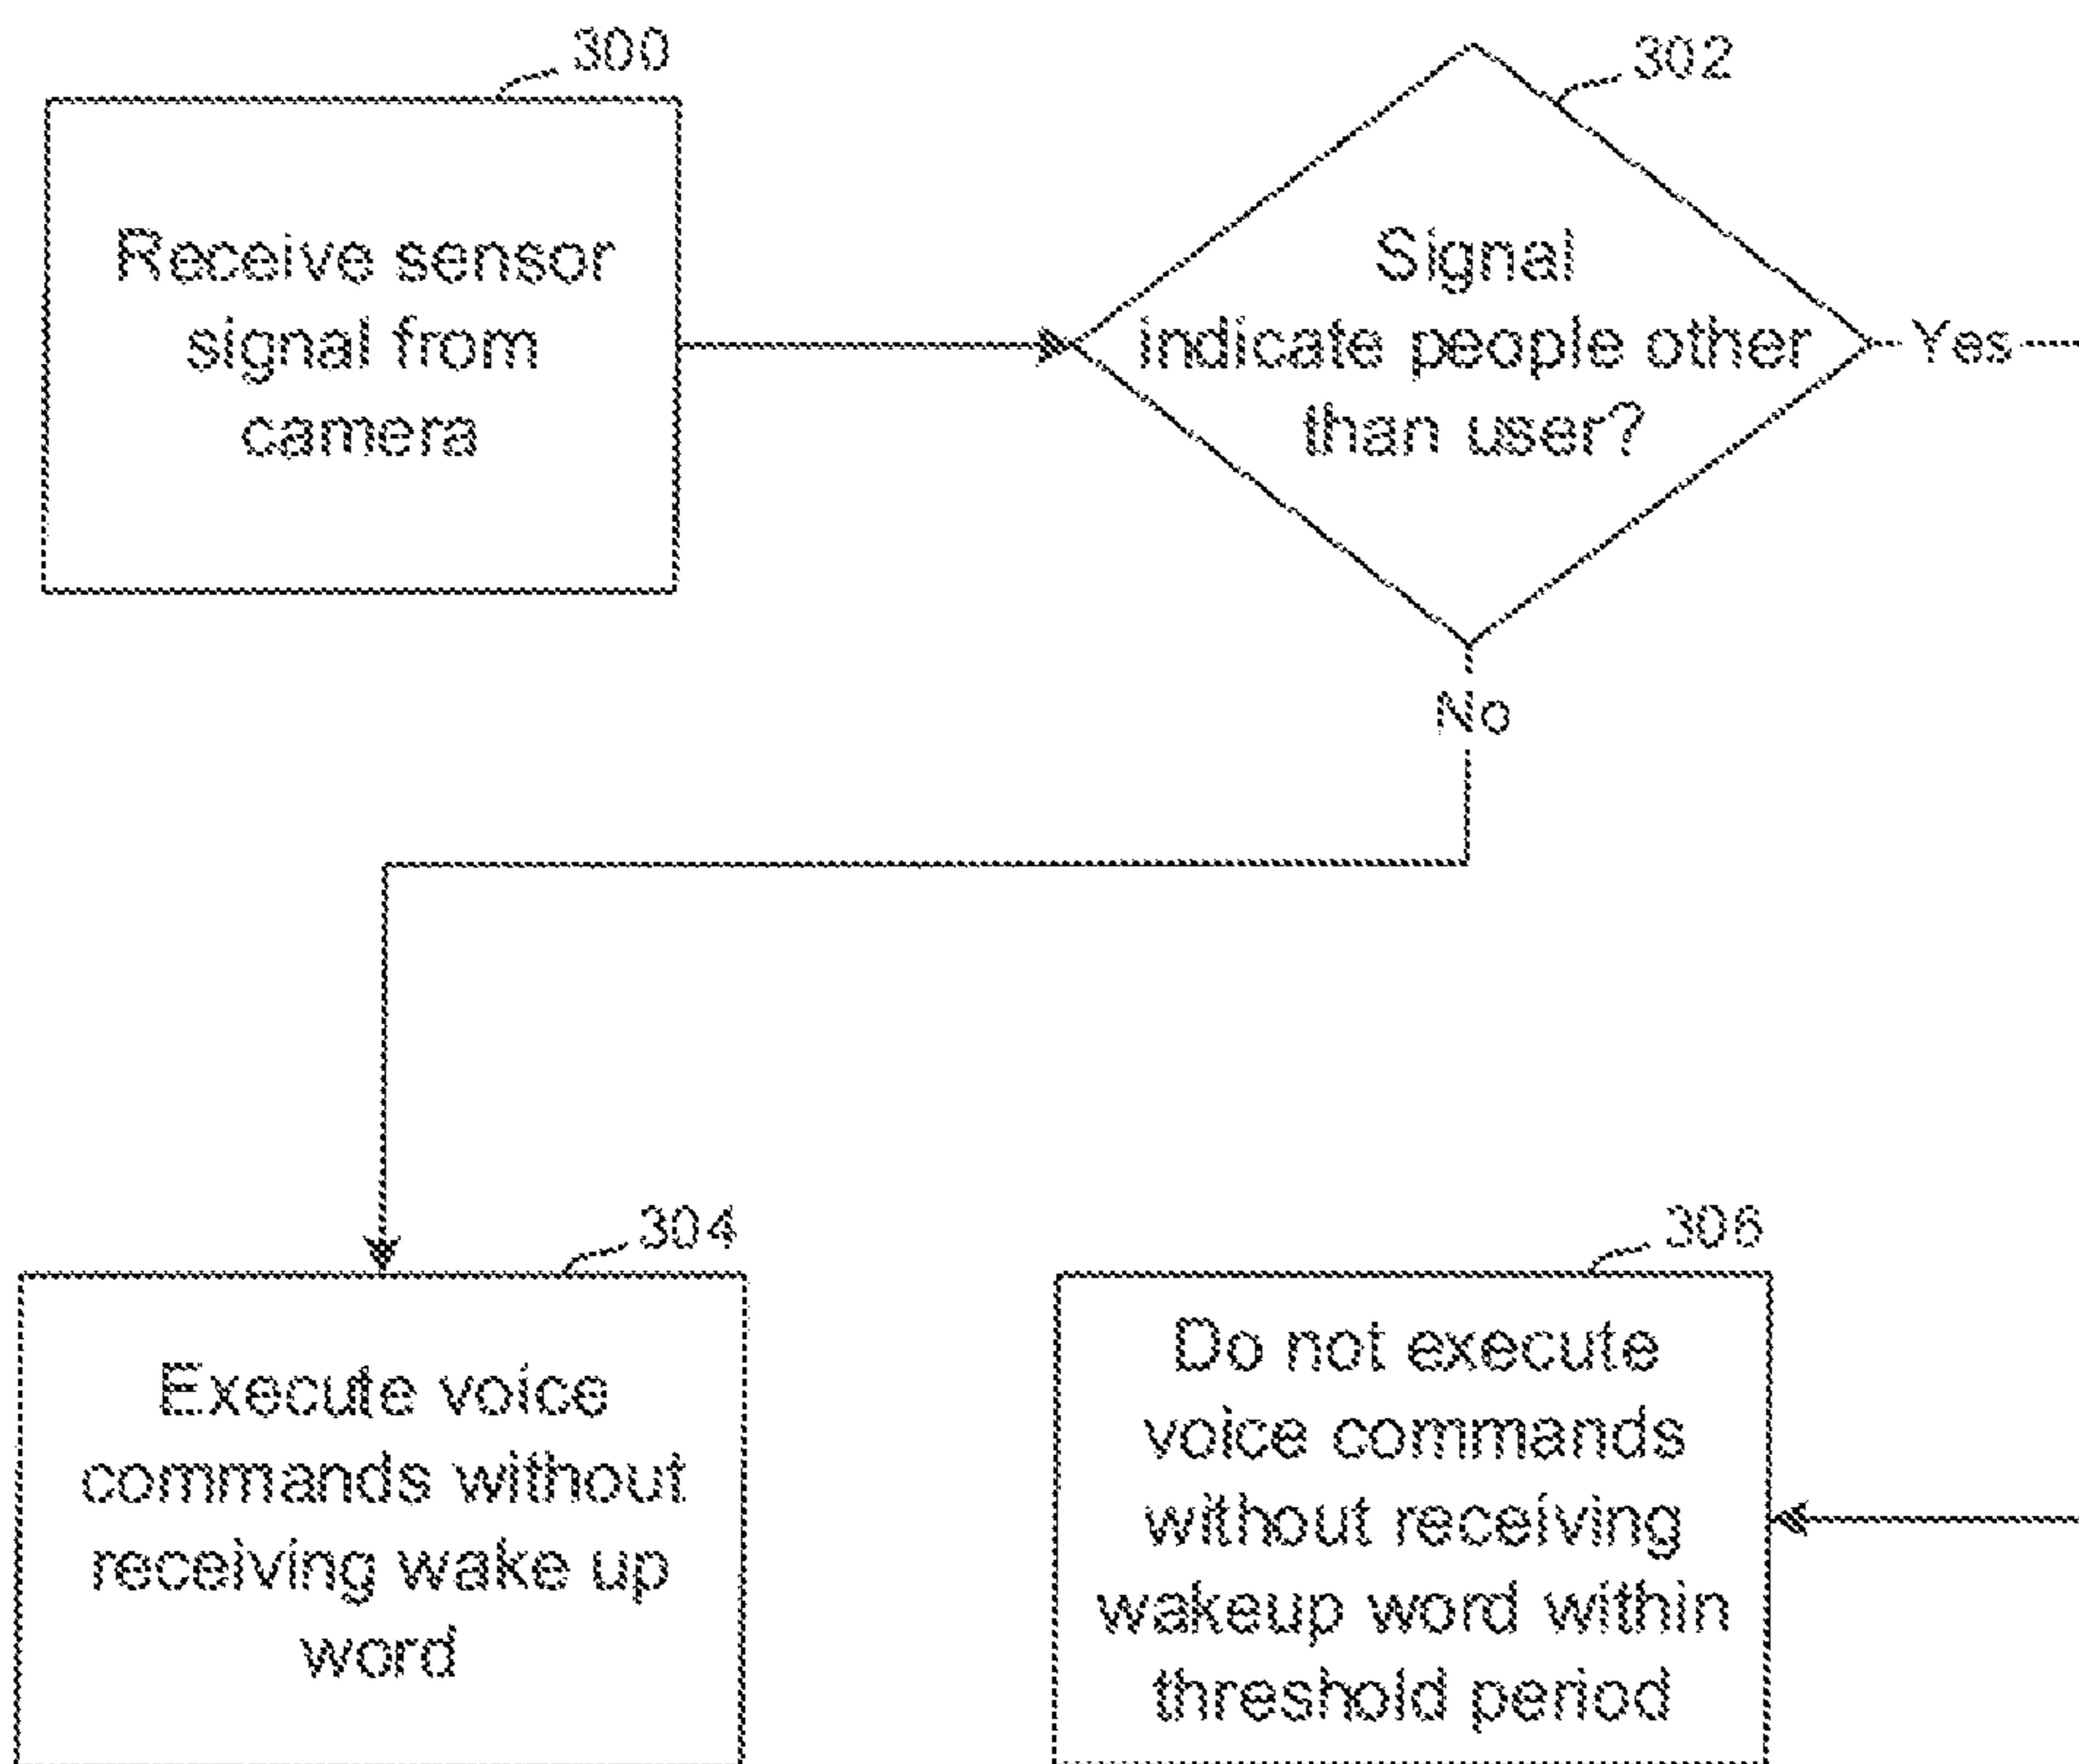 300
Receive sensor
signal from
camera
302
Signal
indicate people other
than user?
Yes
No
304
Execute voice
commands without
receiving wake up
word
306
Do not execute
voice commands
without receiving
wakeup word within
threshold period